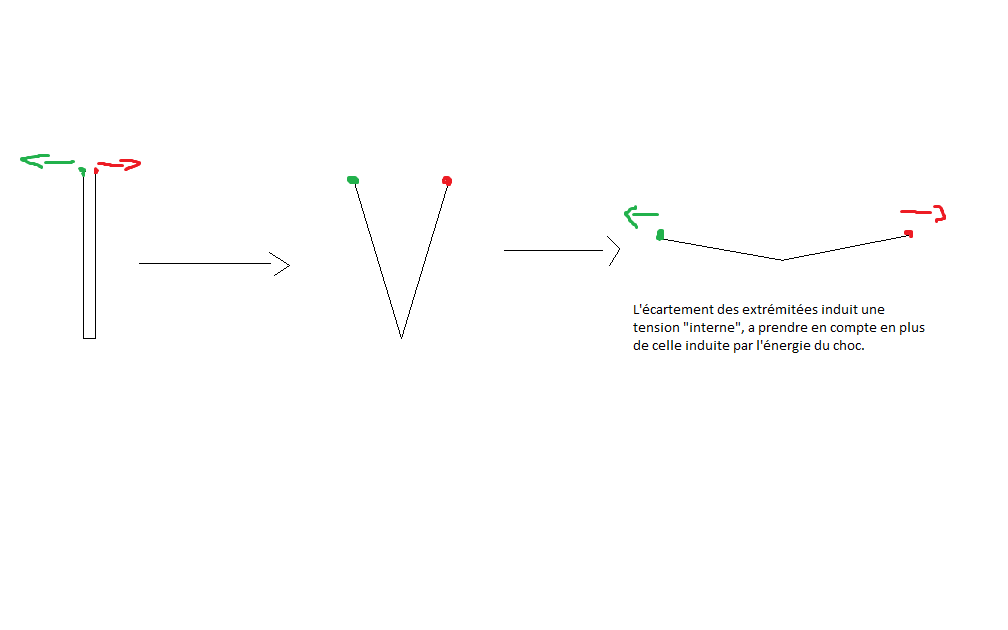 L'écartement des extrémitées induit une
tension "interne", a prendre en compte en plus
de celle induite par l'énergie du choc.